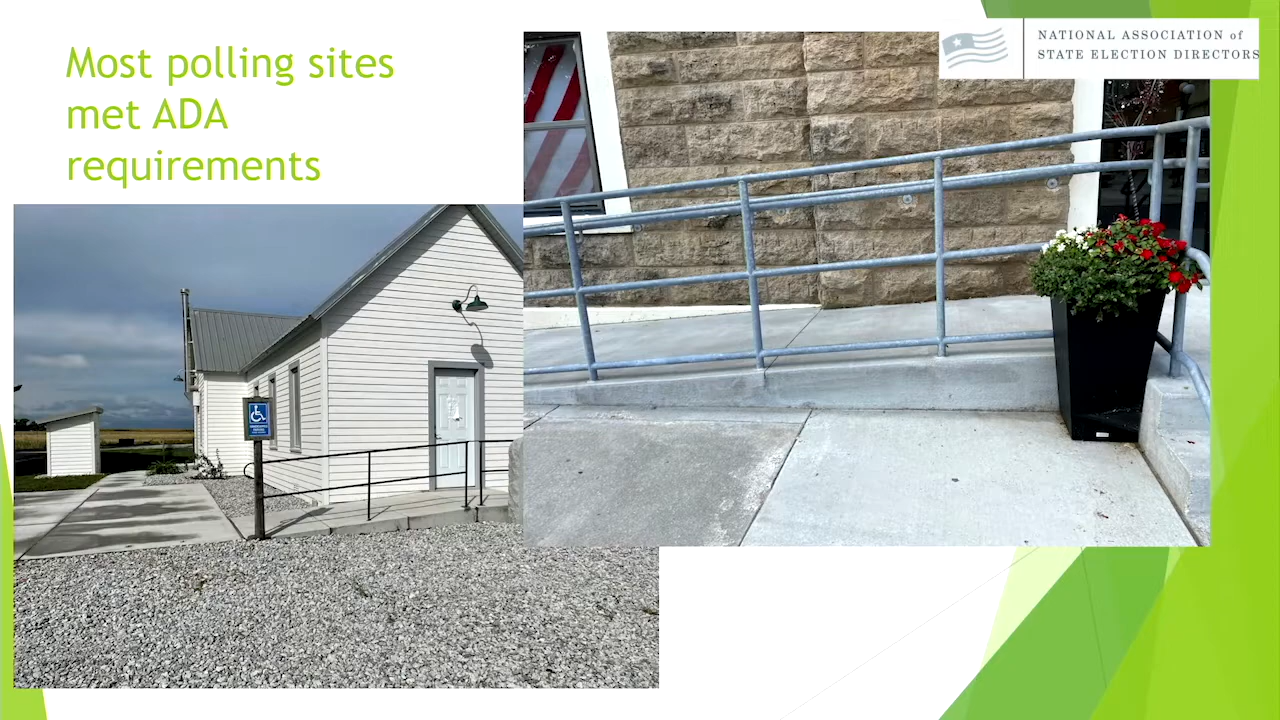 Most polling sites
met ADA
requirements
NATIONAL ASSOCIATION of
STATE ELECTION DIRECTORS